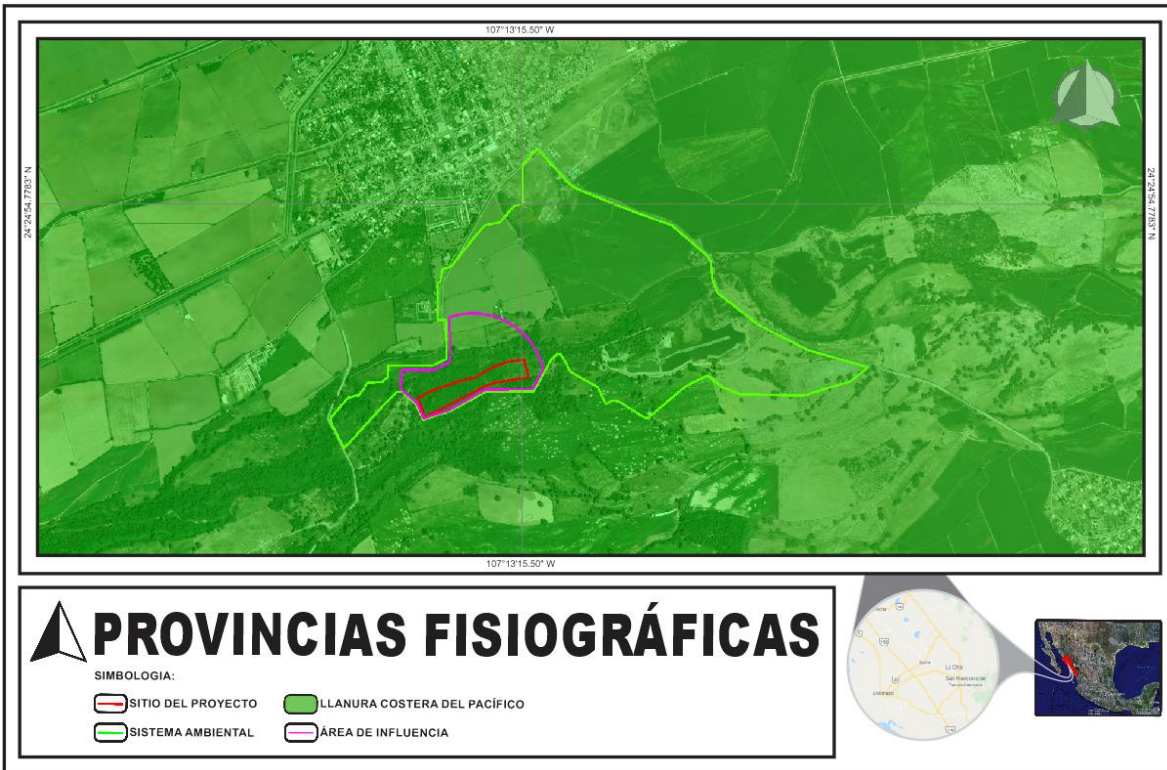 107°13'15.50" W
24°24'54.7783" N
24°24'54.7783" N
107°13'15.50" W
PROVINCIAS FISIOGRÁFICAS
SIMBOLOGIA:
SITIO DEL PROYECTO
LLANURA COSTERA DEL PACÍFICO
SISTEMA AMBIENTAL
ÁREA DE INFLUENCIA